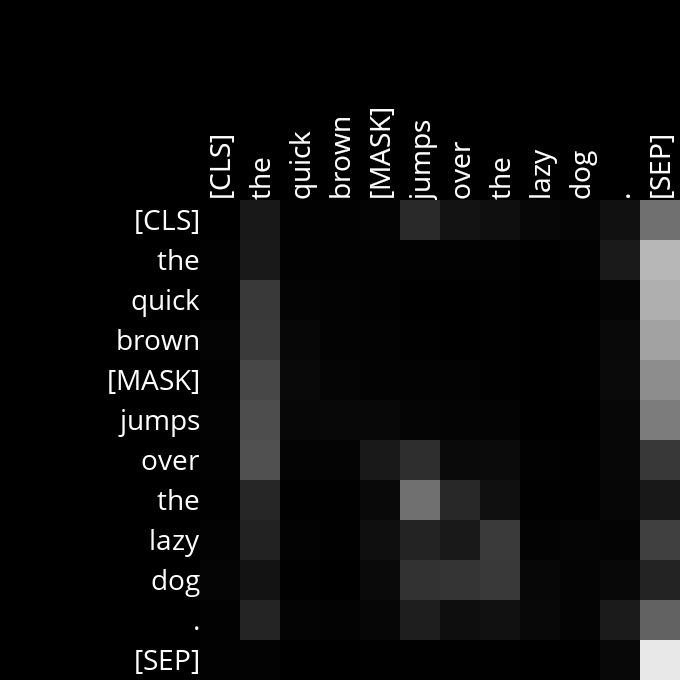 [CLS] the quick brown [MASK] jumps over the lazy dog . [SEP]
[CLS]
the
quick
brown
[MASK]
jumps
over
the
lazy
dog
.
[SEP]